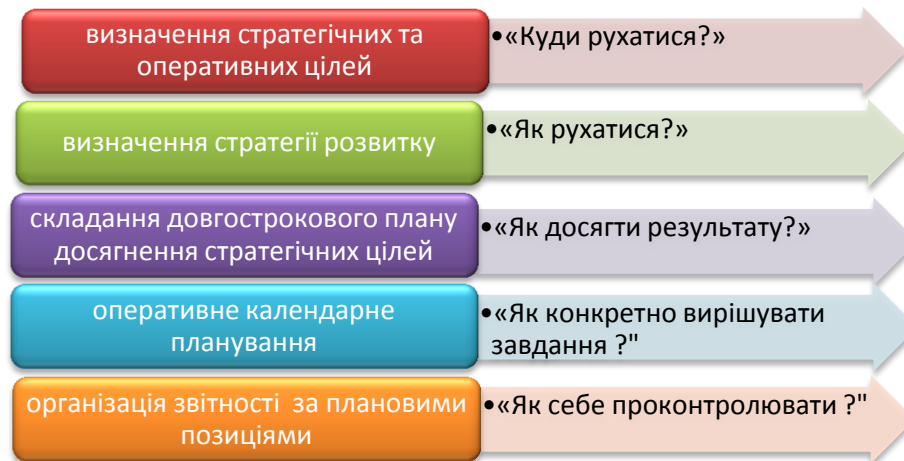 визначення стратегічних та
оперативних цілей
•«Куди рухатися?»
визначення стратегії розвитку
•«Як рухатися?»
складання довгострокового плану
досягнення стратегічних цілей
•«Як досягти результату?»
оперативне календарне
планування
•«Як конкретно вирішувати
завдання ?"
організація звітності за плановими
позиціями
•«Як себе проконтролювати ?"